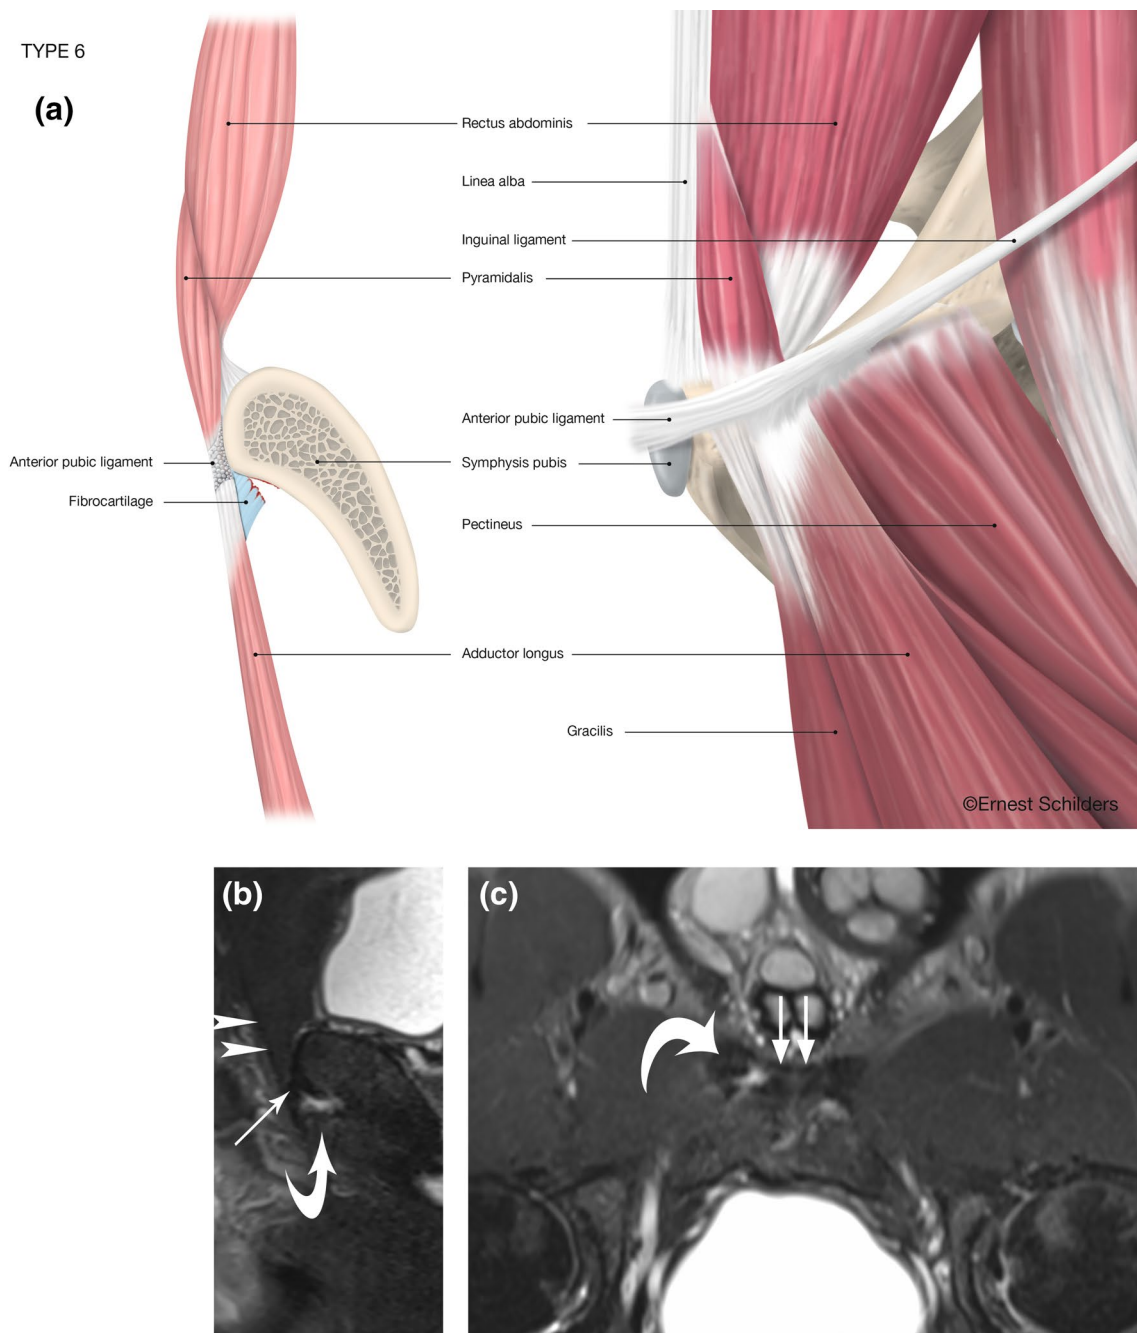 TYPE 6
(a)
Rectus abdominis
Linea alba
Inguinal ligament
Pyramidalis
Anterior pubic ligament
Anterior pubic ligament
Symphysis pubis
Fibrocartilage
Pectineus
Adductor longus
Gracilis
©Ernest Schilders
(b)
(c)